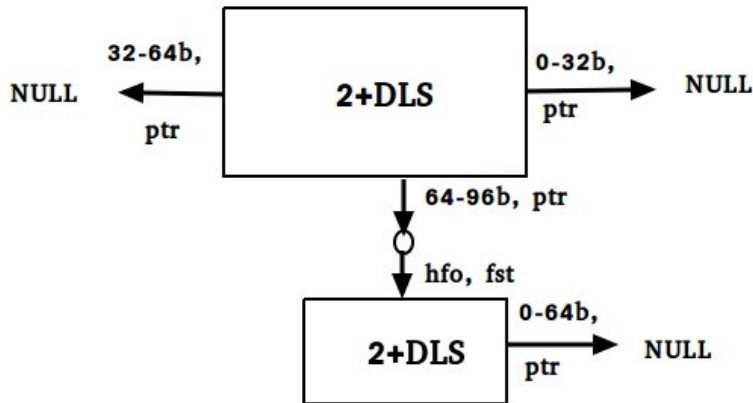 32-64b,
NULL
ptr
2+DLS
0-32b,
NULL
ptr
64-96b, ptr
hfo, fst
2+DLS
0-64b,
NULL
ptr